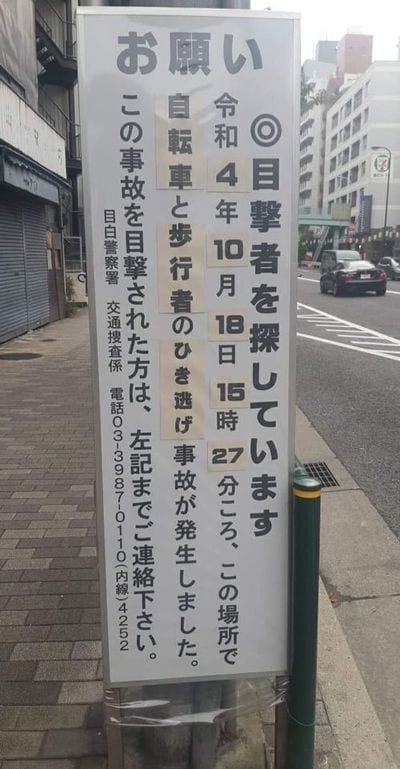 お願い
◎目撃者を探しています
令和4年10月18日15時27分ころ、この場所で
自転車と歩行者のひき逃げ事故が発生しました。
この事故を目撃された方は、左記までご連絡下さい。
目白警察署 交通捜査係 電話03-3987-0110(内線)4252